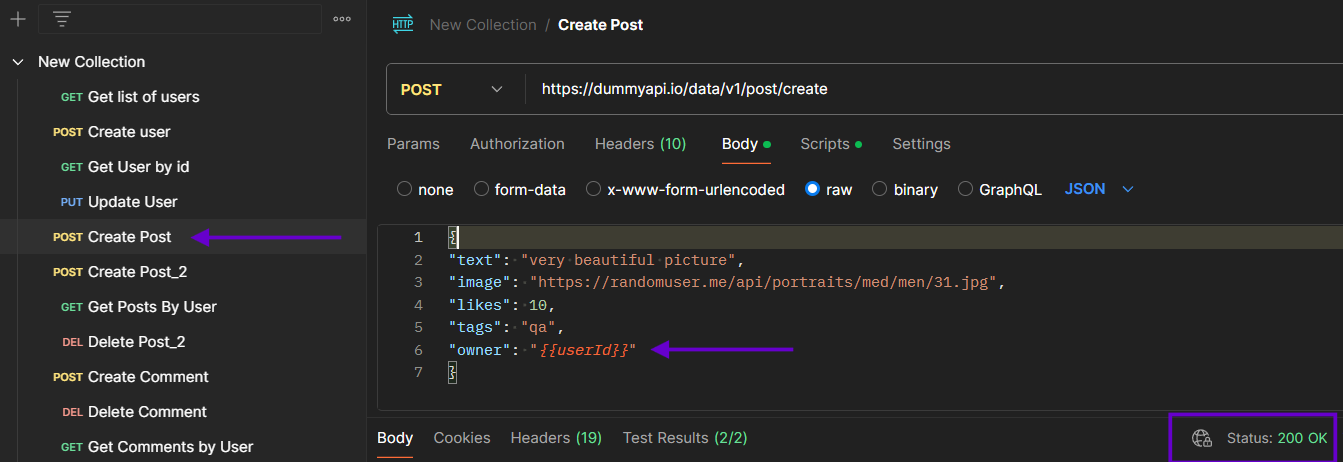 New Collection / Create Post
New Collection
GET Get list of users
POST Create user
GET Get User by id
PUT Update User
POST Create Post
POST Create Post_2
GET Get Posts By User
DEL Delete Post_2
POST Create Comment
DEL Delete Comment
GET Get Comments by User
HTTP
POST https://dummyapi.io/data/v1/post/create
Params Authorization Headers (10) Body Scripts Settings
none form-data x-www-form-urlencoded raw binary GraphQL JSON
1 {
2 "text": "very beautiful picture",
3 "image": "https://randomuser.me/api/portraits/med/men/31.jpg",
4 "likes": 10,
5 "tags": "qa",
6 "owner": "{{userId}}"
7 }
Body Cookies Headers (19) Test Results (2/2) Status: 200 OK